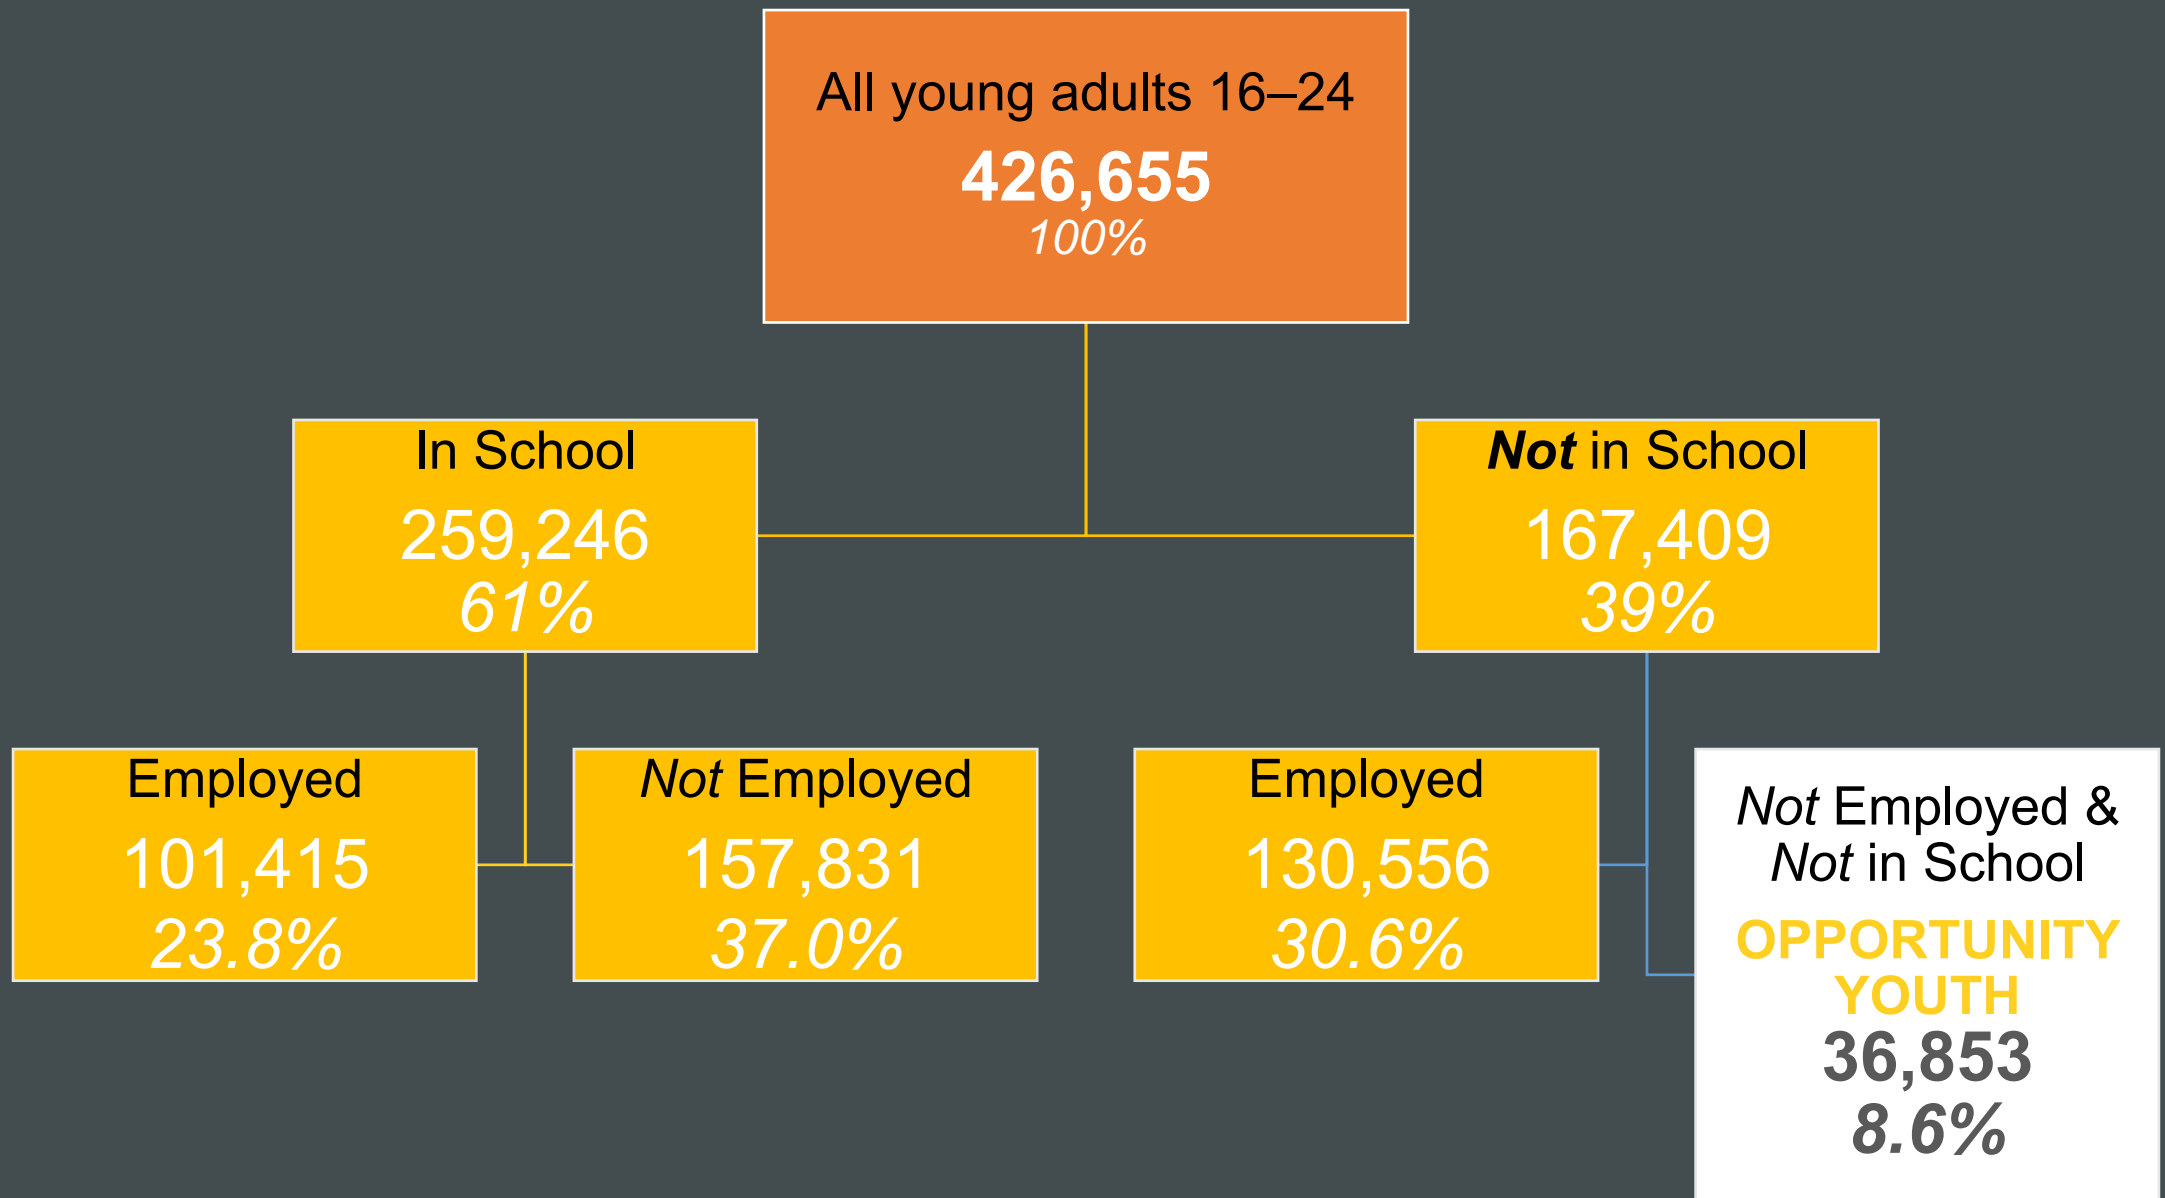 All young adults 16–24
426,655
100%
In School
259,246
61%
Not in School
167,409
39%
Employed
101,415
23.8%
Not Employed
157,831
37.0%
Employed
130,556
30.6%
Not Employed &
Not in School
OPPORTUNITY
YOUTH
36,853
8.6%